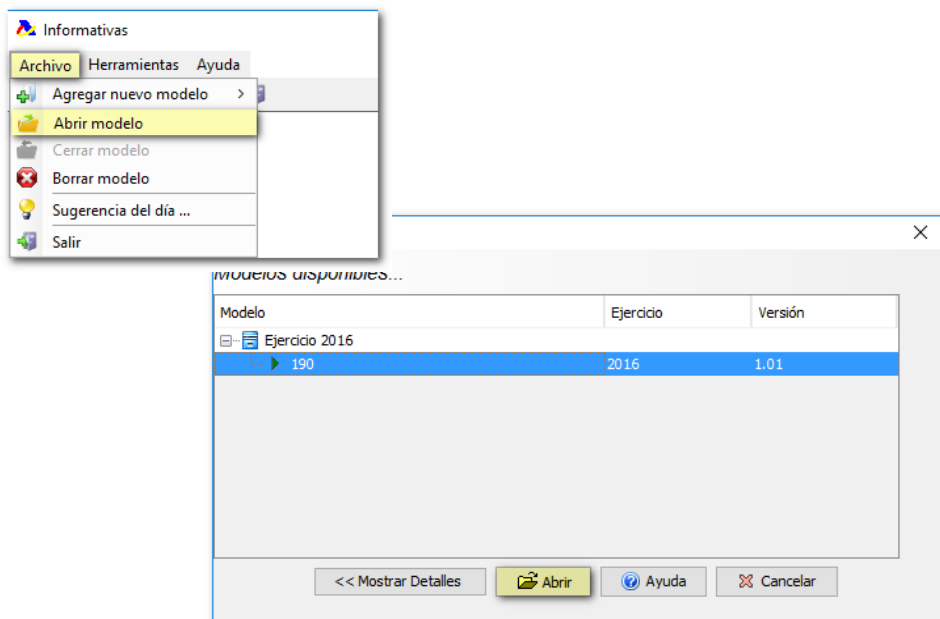 Informativas
Archivo Herramientas Ayuda
Agregar nuevo modelo >
Abrir modelo
Cerrar modelo
Borrar modelo
Sugerencia del día ...
Salir
Modelos disponibles...
Modelo Ejercicio Versión
Ejercicio 2016
190 2016 1.01
<< Mostrar Detalles Abrir Ayuda Cancelar